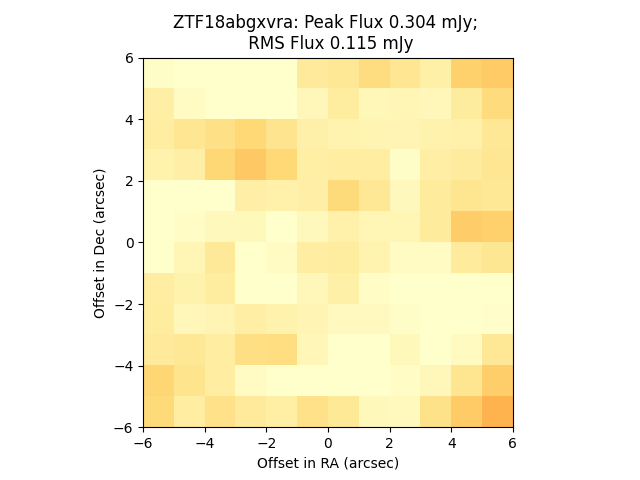 ZTF18abgxvra: Peak Flux 0.304 mJy;
RMS Flux 0.115 mJy
6
4
2
0
−2
−4
−6
Offset in Dec (arcsec)
−6 −4 −2 0 2 4 6
Offset in RA (arcsec)